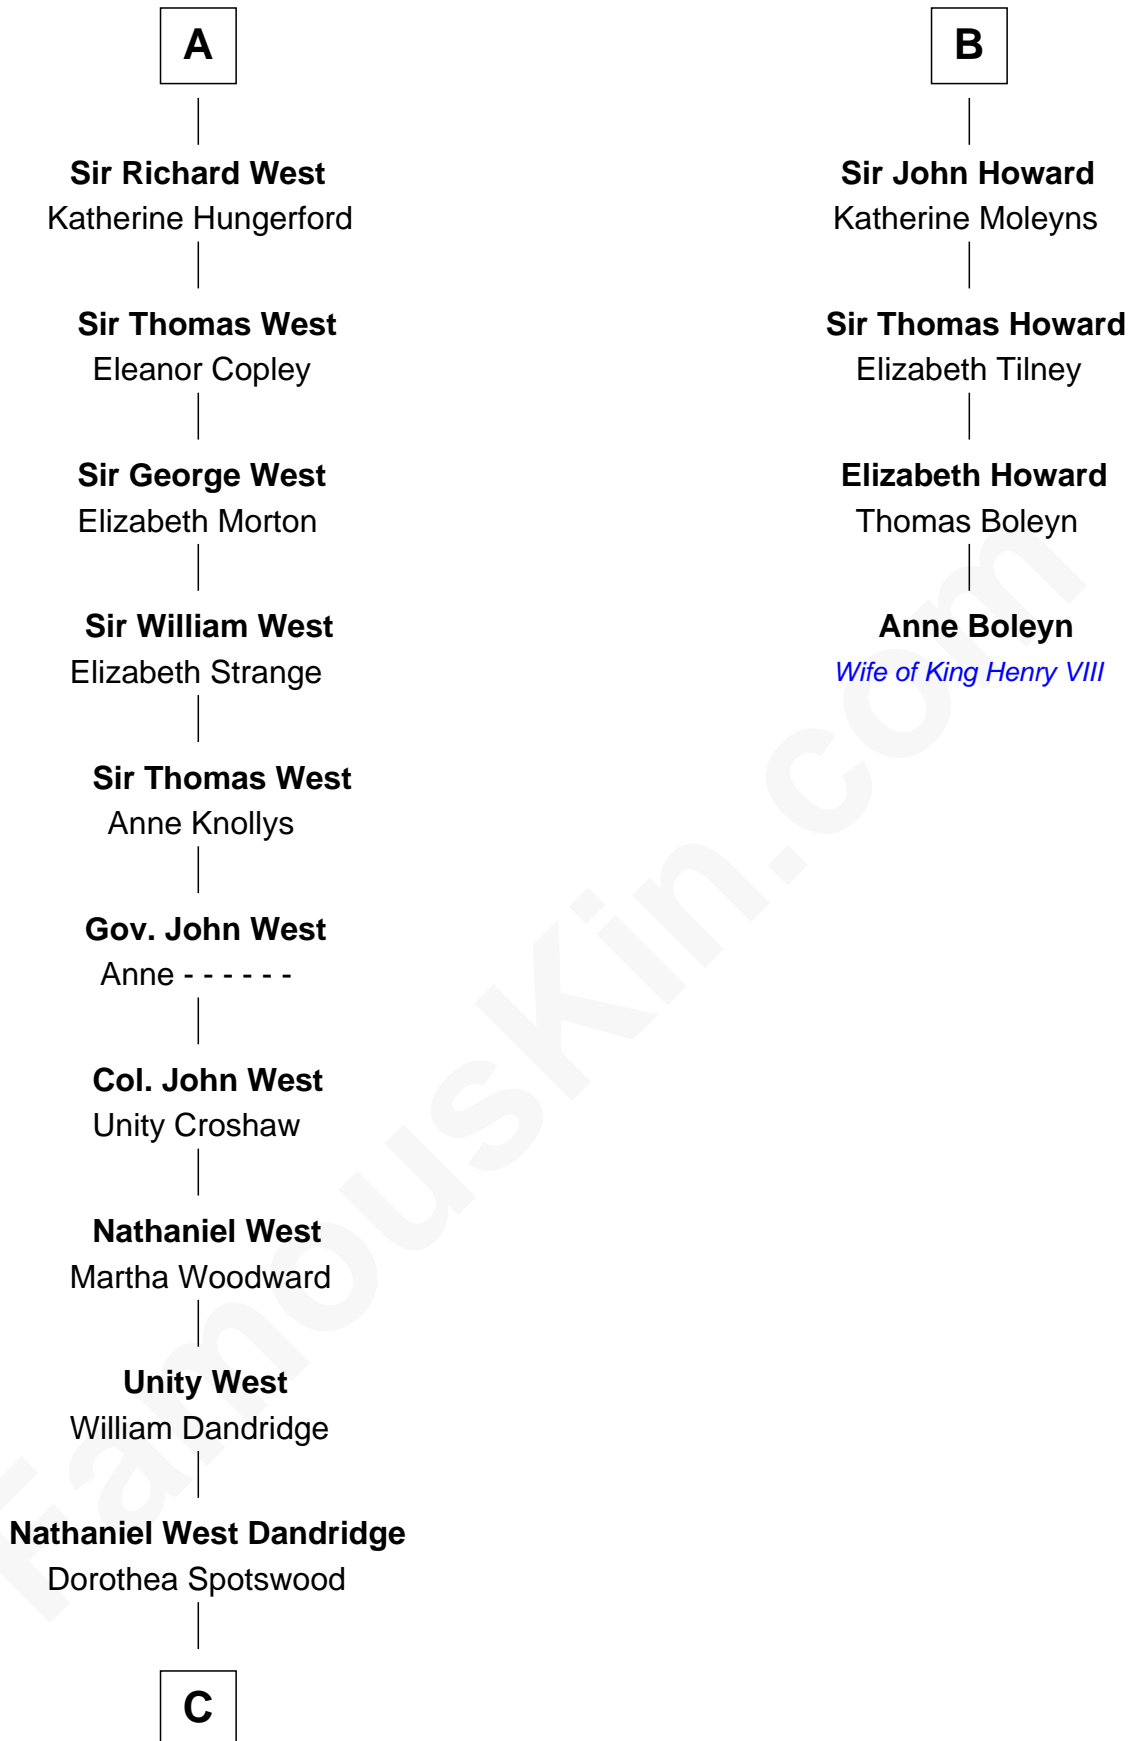 A
Sir Richard West
Katherine Hungerford
Sir Thomas West
Eleanor Copley
Sir George West
Elizabeth Morton
Sir William West
Elizabeth Strange
Sir Thomas West
Anne Knollys
Gov. John West
Anne - - - - - -
Col. John West
Unity Croshaw
Nathaniel West
Martha Woodward
Unity West
William Dandridge
Nathaniel West Dandridge
Dorothea Spotswood
C
B
Sir John Howard
Katherine Moleyns
Sir Thomas Howard
Elizabeth Tilney
Elizabeth Howard
Thomas Boleyn
Anne Boleyn
Wife of King Henry VIII
FamousKin.com